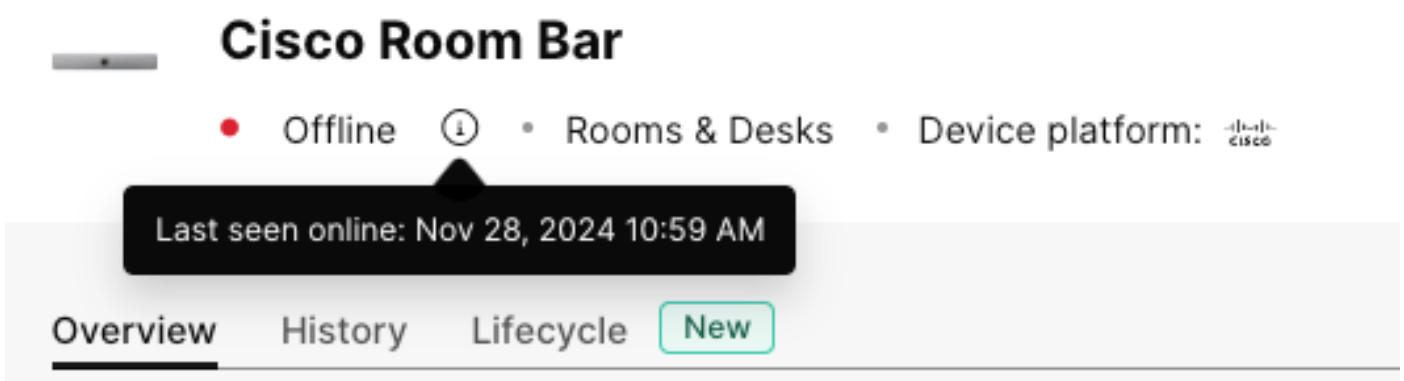 Cisco Room Bar
Offline • Rooms & Desks • Device platform: CISCO
Last seen online: Nov 28, 2024 10:59 AM
Overview History Lifecycle New